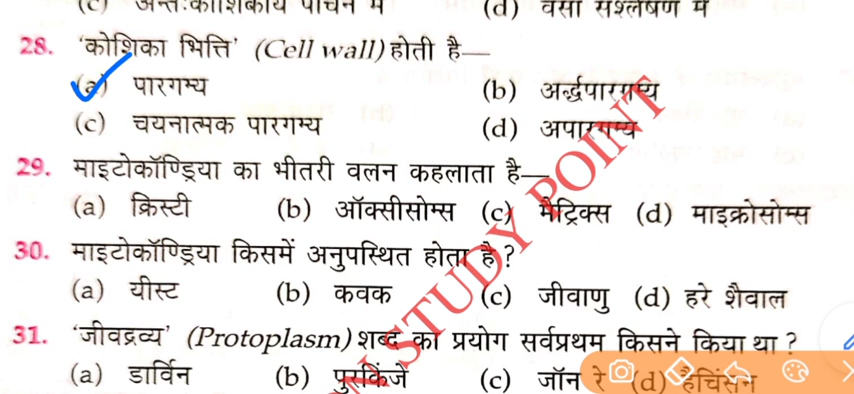 (c) अन्तःकोशिकीय पाचन में (d) वसा संश्लेषण में
28. 'कोशिका भित्ति' (Cell wall) होती है—
(a) पारगम्य (b) अर्द्धपारगम्य
(c) चयनात्मक पारगम्य (d) अपारगम्य
29. माइटोकॉण्ड्रिया का भीतरी वलन कहलाता है—
(a) क्रिस्टी (b) ऑक्सीसोम्स (c) मैट्रिक्स (d) माइक्रोसोम्स
30. माइटोकॉण्ड्रिया किसमें अनुपस्थित होता है?
(a) यीस्ट (b) कवक (c) जीवाणु (d) हरे शैवाल
31. 'जीवद्रव्य' (Protoplasm) शब्द का प्रयोग सर्वप्रथम किसने किया था ?
(a) डार्विन (b) पुरकिंजे (c) जॉन रे (d) हैचिंसन
N STUDY POINT